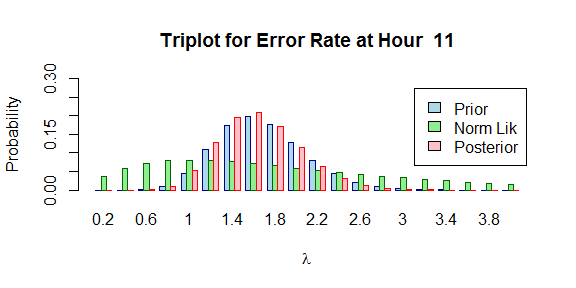 Triplot for Error Rate at Hour 11
Probability
0.30
0.15
0.00
Prior
Norm Lik
Posterior
0.2 0.6 1 1.4 1.8 2.2 2.6 3 3.4 3.8
λ